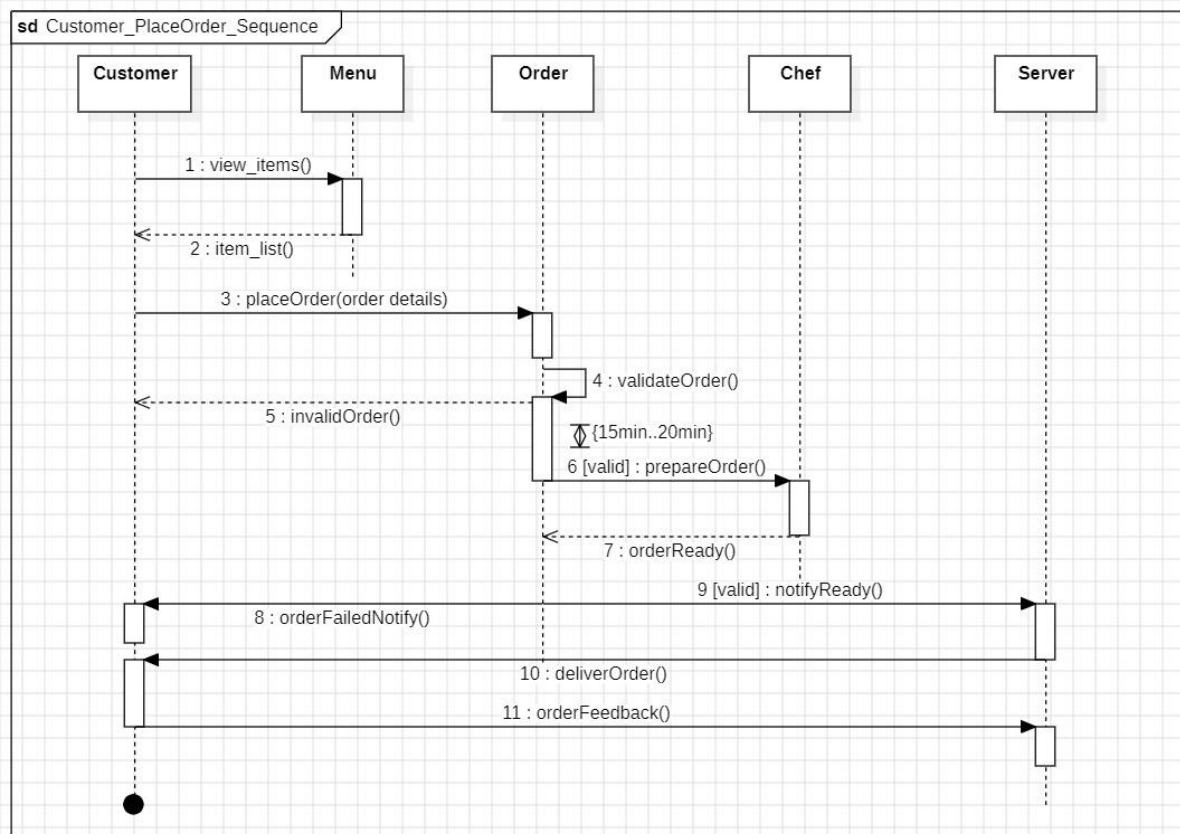 sd Customer_PlaceOrder_Sequence
Customer
Menu
Order
Chef
Server
1 : view_items()
2 : item_list()
3 : placeOrder(order details)
4 : validateOrder()
5 : invalidOrder()
{15min..20min}
6 [valid] : prepareOrder()
7 : orderReady()
9 [valid] : notifyReady()
8 : orderFailedNotify()
10 : deliverOrder()
11 : orderFeedback()